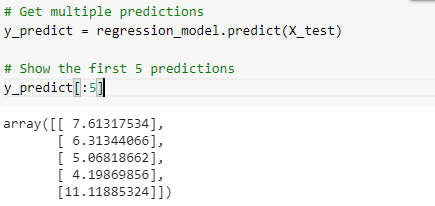 # Get multiple predictions
y_predict = regression_model.predict(X_test)
# Show the first 5 predictions
y_predict[:5]
array([[ 7.61317534],
[ 6.31344066],
[ 5.06818662],
[ 4.19869856],
[11.11885324]])